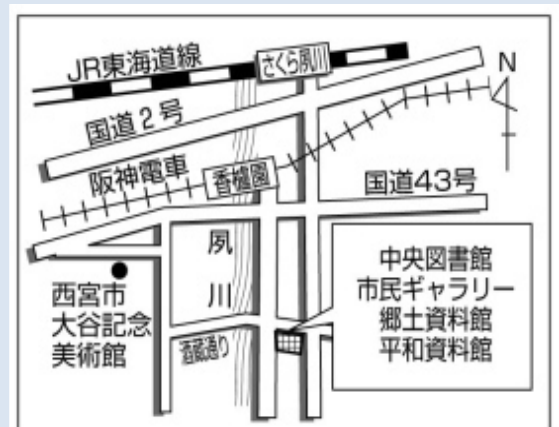 JR東海道線
さくら夙川
N
国道2号
阪神電車
香櫨園
国道43号
夙
川
西宮市
大谷記念
美術館
酒蔵通り
中央図書館
市民ギャラリー
郷土資料館
平和資料館